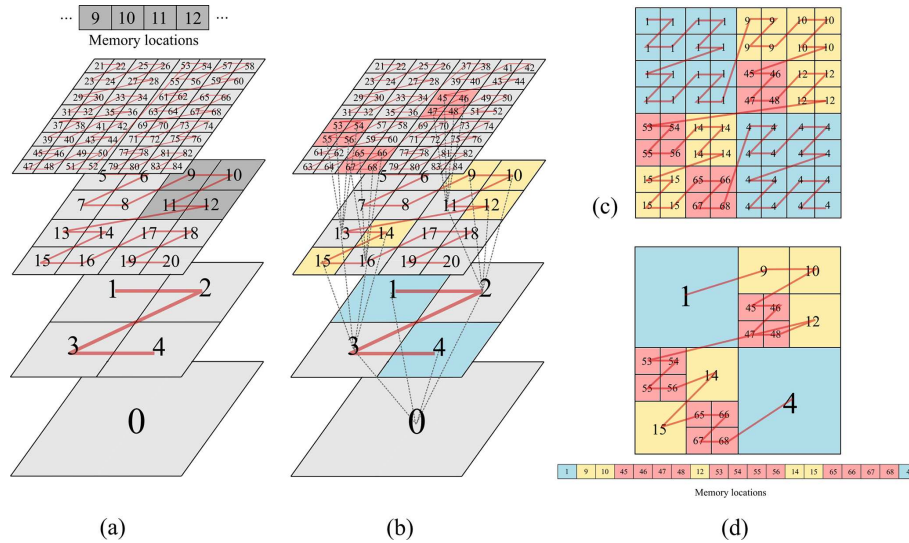 ... 9 10 11 12 ...
Memory locations
21 22 25 26 53 54 57 58
23 24 27 28 55 56 59 60
29 30 33 34 61 62 65 66
31 32 35 36 63 64 67 68
37 38 41 42 69 70 73 74
39 40 43 44 71 72 75 76
45 46 49 50 77 78 81 82
47 48 51 52 79 80 83 84
5 6 9 10
7 8 11 12
13 14 17 18
15 16 19 20
1 2
3 4
0
(a)
21 22 25 26 37 38 41 42
23 24 27 28 39 40 43 44
29 30 33 34 45 46 49 50
31 32 35 36 47 48 51 52
53 54 57 58 69 70 73 74
55 56 59 60 71 72 75 76
61 62 65 66 77 78 81 82
63 64 67 68 79 80 83 84
5 6 9 10
7 8 11 12
13 14 17 18
15 16 19 20
1 2
3 4
0
(b)
1 1 1 1 9 9 10 10
1 1 1 1 9 9 10 10
1 1 1 1 45 46 12 12
1 1 1 1 47 48 12 12
53 54 14 14 4 4 4 4
55 56 14 14 4 4 4 4
15 15 65 66 4 4 4 4
15 15 67 68 4 4 4 4
(c)
1 9 10
45 46
12
47 48
53 54
14
55 56
4
15 65 66
67 68
1 9 10 45 46 47 48 12 53 54 55 56 14 15 65 66 67 68 4
Memory locations
(d)